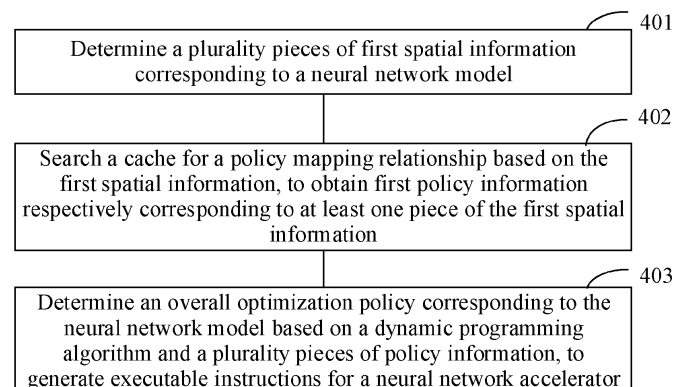 401
Determine a plurality pieces of first spatial information
corresponding to a neural network model
402
Search a cache for a policy mapping relationship based on the
first spatial information, to obtain first policy information
respectively corresponding to at least one piece of the first spatial
information
403
Determine an overall optimization policy corresponding to the
neural network model based on a dynamic programming
algorithm and a plurality pieces of policy information, to
generate executable instructions for a neural network accelerator